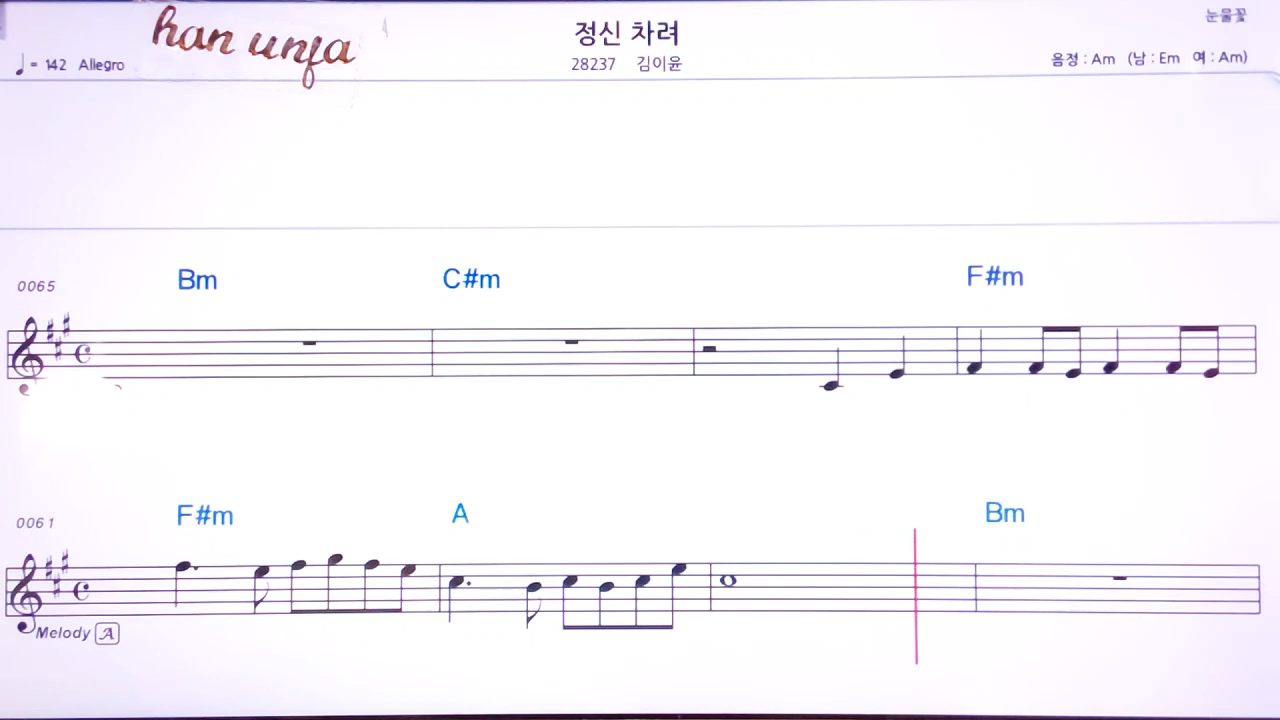 han unfa
정신 차려
눈물꽃
♩ = 142 Allegro
28237 김이윤
음정 : Am (남 : Em 여 : Am)
0065
Bm C#m F#m
0061
F#m A Bm
Melody A